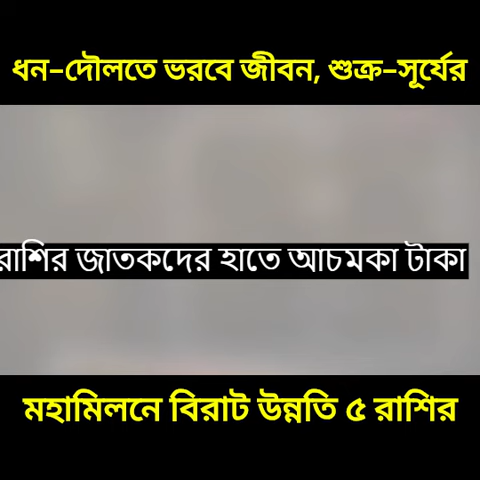 ধন-দৌলতে ভরবে জীবন, শুক্র-সূর্যের
রাশির জাতকদের হাতে আচমকা টাকা
মহামিলনে বিরাট উন্নতি ৫ রাশির